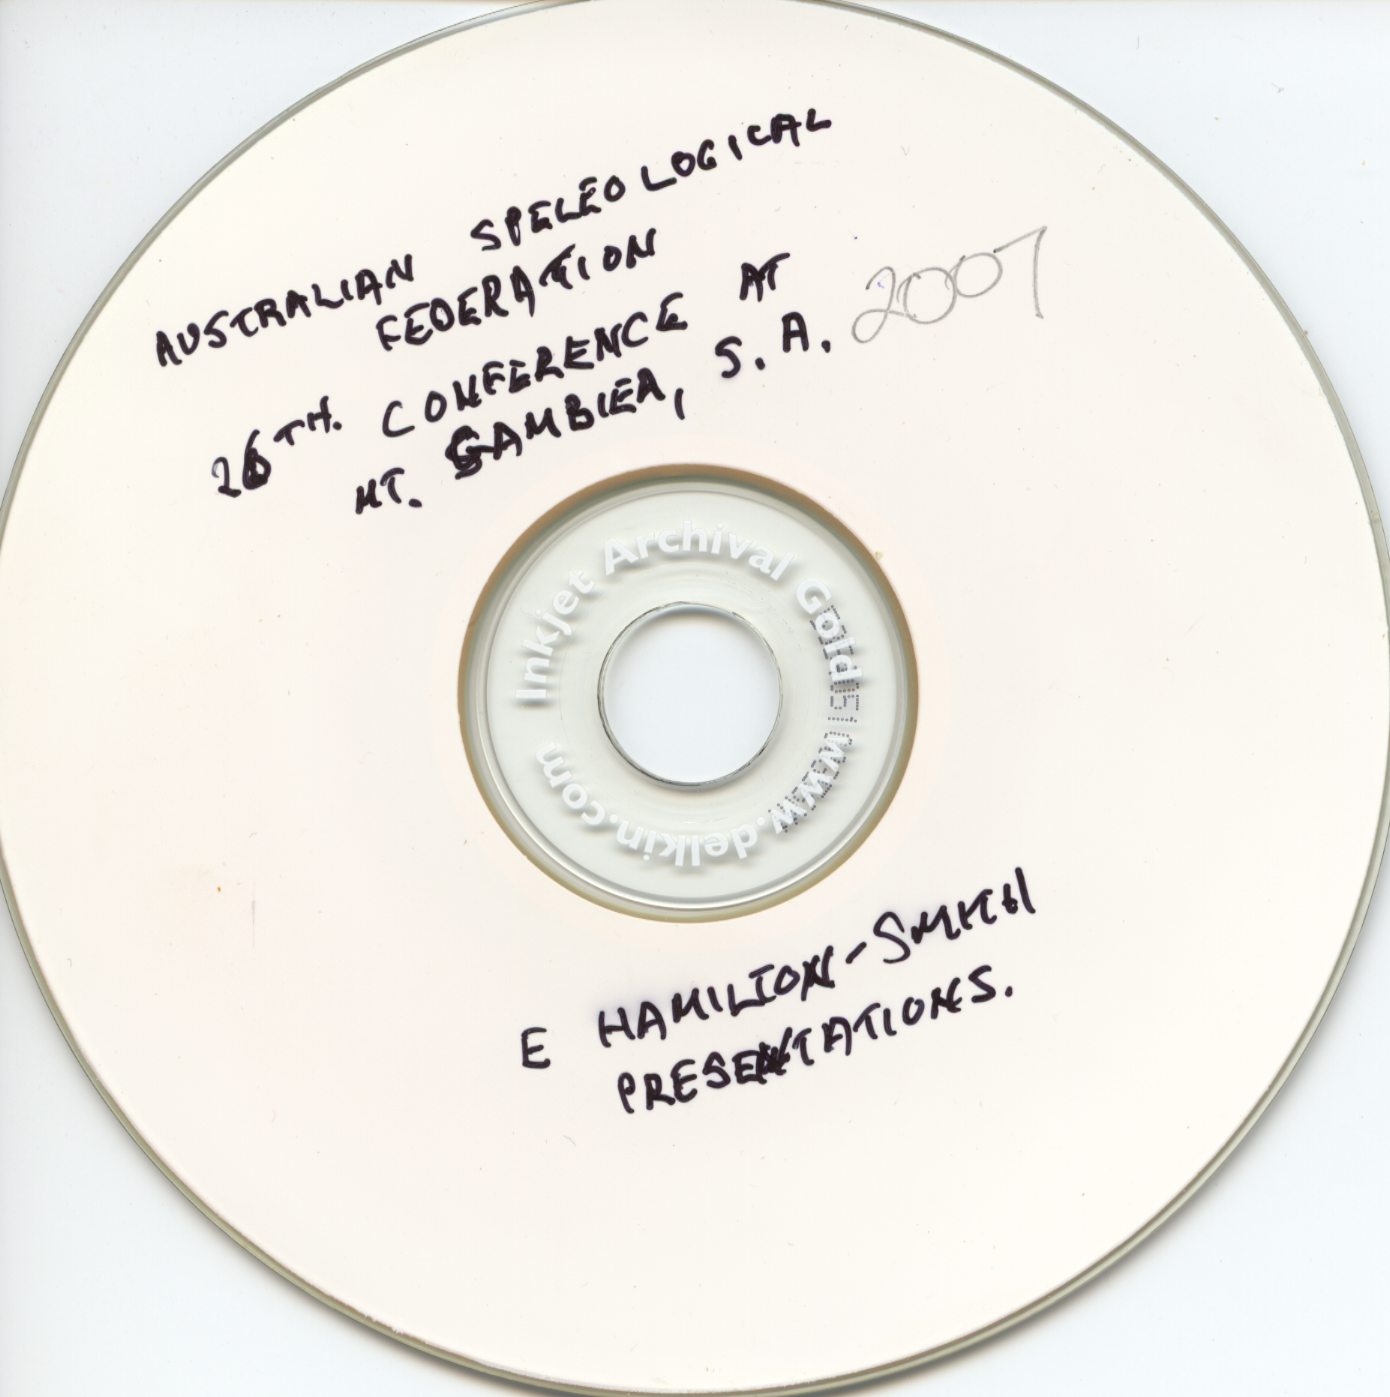 AUSTRALIAN SPELEOLOGICAL
FEDERATION
26TH. CONFERENCE AT
MT. GAMBIER, S.A. 2007
Inkjet Archival Gold
www.delkin.com
E HAMILTON-SMITH
PRESENTATIONS.